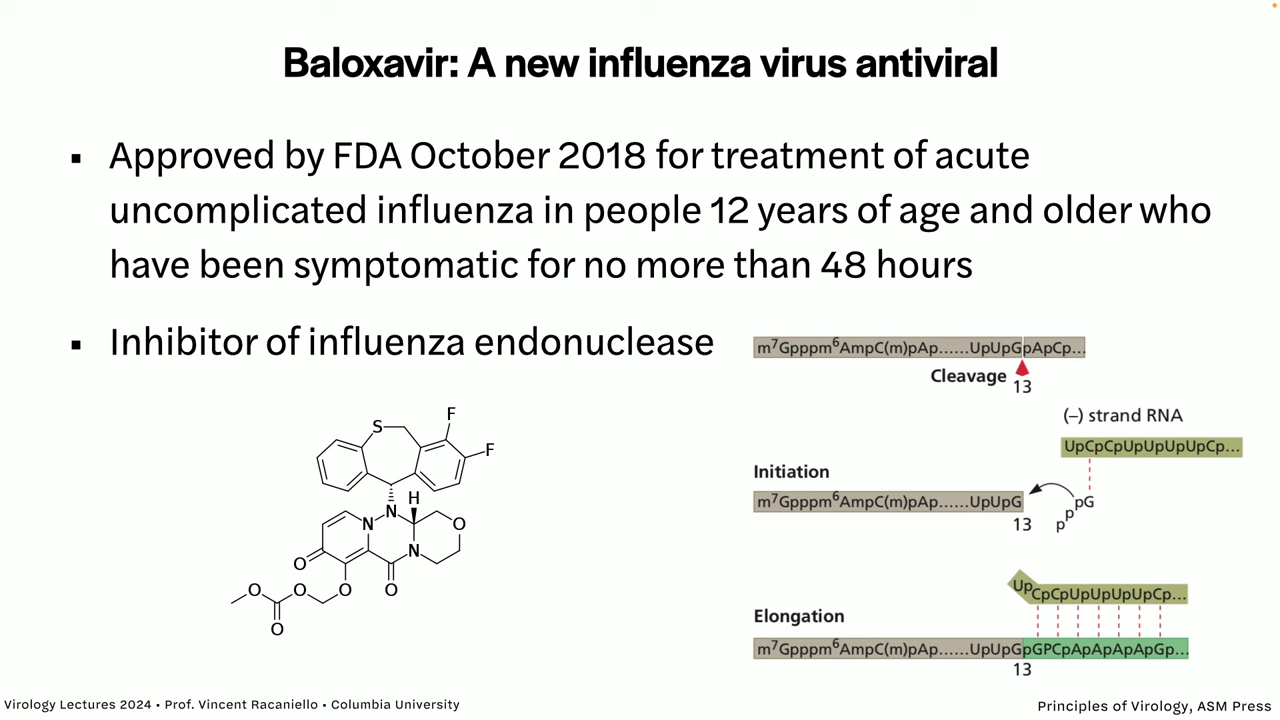 Baloxavir: A new influenza virus antiviral
▪ Approved by FDA October 2018 for treatment of acute
uncomplicated influenza in people 12 years of age and older who
have been symptomatic for no more than 48 hours
▪ Inhibitor of influenza endonuclease
m⁷Gpppm⁶AmpC(m)pAp......UpUpGpApCp...
Cleavage
13
(–) strand RNA
UpCpCpUpUpUpUpCp...
Initiation
m⁷Gpppm⁶AmpC(m)pAp......UpUpG
pG
p
p
13
UpCpCpUpUpUpUpCp...
Elongation
m⁷Gpppm⁶AmpC(m)pAp......UpUpGpGPCpApApApApGp...
13
F
S
F
H
N
N
O
N
O
O
O
O
O
O
Virology Lectures 2024 • Prof. Vincent Racaniello • Columbia University
Principles of Virology, ASM Press